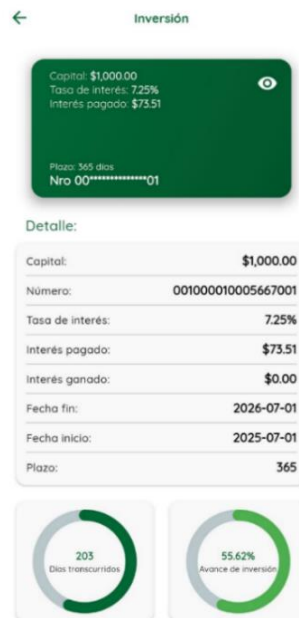 Inversión
Capital: $1,000.00
Tasa de interés: 7.25%
Interés pagado: $73.51
Plazo: 365 días
Nro 00**************01
Detalle:
Capital: $1,000.00
Número: 001000010005667001
Tasa de interés: 7.25%
Interés pagado: $73.51
Interés ganado: $0.00
Fecha fin: 2026-07-01
Fecha inicio: 2025-07-01
Plazo: 365
203
Días transcurridos
55.62%
Avance de inversión